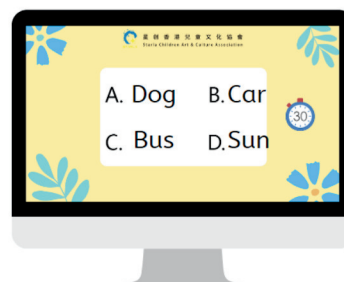 星創香港兒童文化協會
Staria Children Art & Culture Association
A. Dog B. Car
30
C. Bus D. Sun